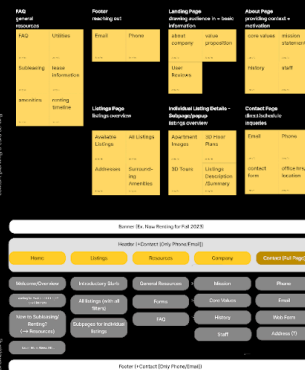 FAQ
general
resources
FAQ
Utilities
Subleasing
lease
information
amenities
renting
timeline
Footer
reaching out
Email
Phone
Landing Page
drawing audience in + basic
information
about
company
value
proposition
User
Reviews
About Page
providing context +
motivation
core values
mission
statement
history
staff
Listings Page
listings overview
Available
Listings
All Listings
Addresses
Surround-
ing
Amenities
Individual Listing Details -
Subpage/popup
listings overview
Apartment
Images
3D Floor
Plans
3D Tours
Listings
Description
/Summary
Contact Page
direct/schedule
inquiries
Email
Phone
contact
form
office
location
Banner (Ex. Now Renting for Fall 2023)
Header (+Contact [Only Phone/Email])
Home
Listings
Resources
Company
Contact (Full Page)
Welcome/Overview
Introductory Blurb
General Resources
Mission
Phone
All listings (with all
filters)
Forms
Core Values
Email
How to Subleasing/
Renting?
(→ Resources)
Subpages for individual
listings
FAQ
History
Web Form
Staff
Address (?)
Footer (+Contact [Only Phone/Email])